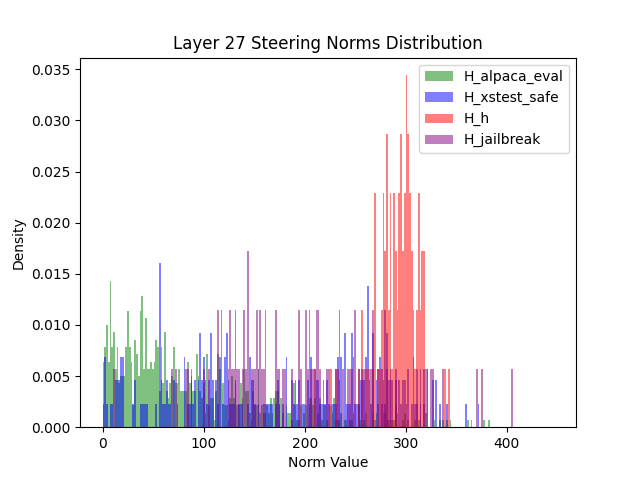 Layer 27 Steering Norms Distribution
H_alpaca_eval
H_xstest_safe
H_h
H_jailbreak
0.035
0.030
0.025
0.020
0.015
0.010
0.005
0.000
Density
0 100 200 300 400
Norm Value